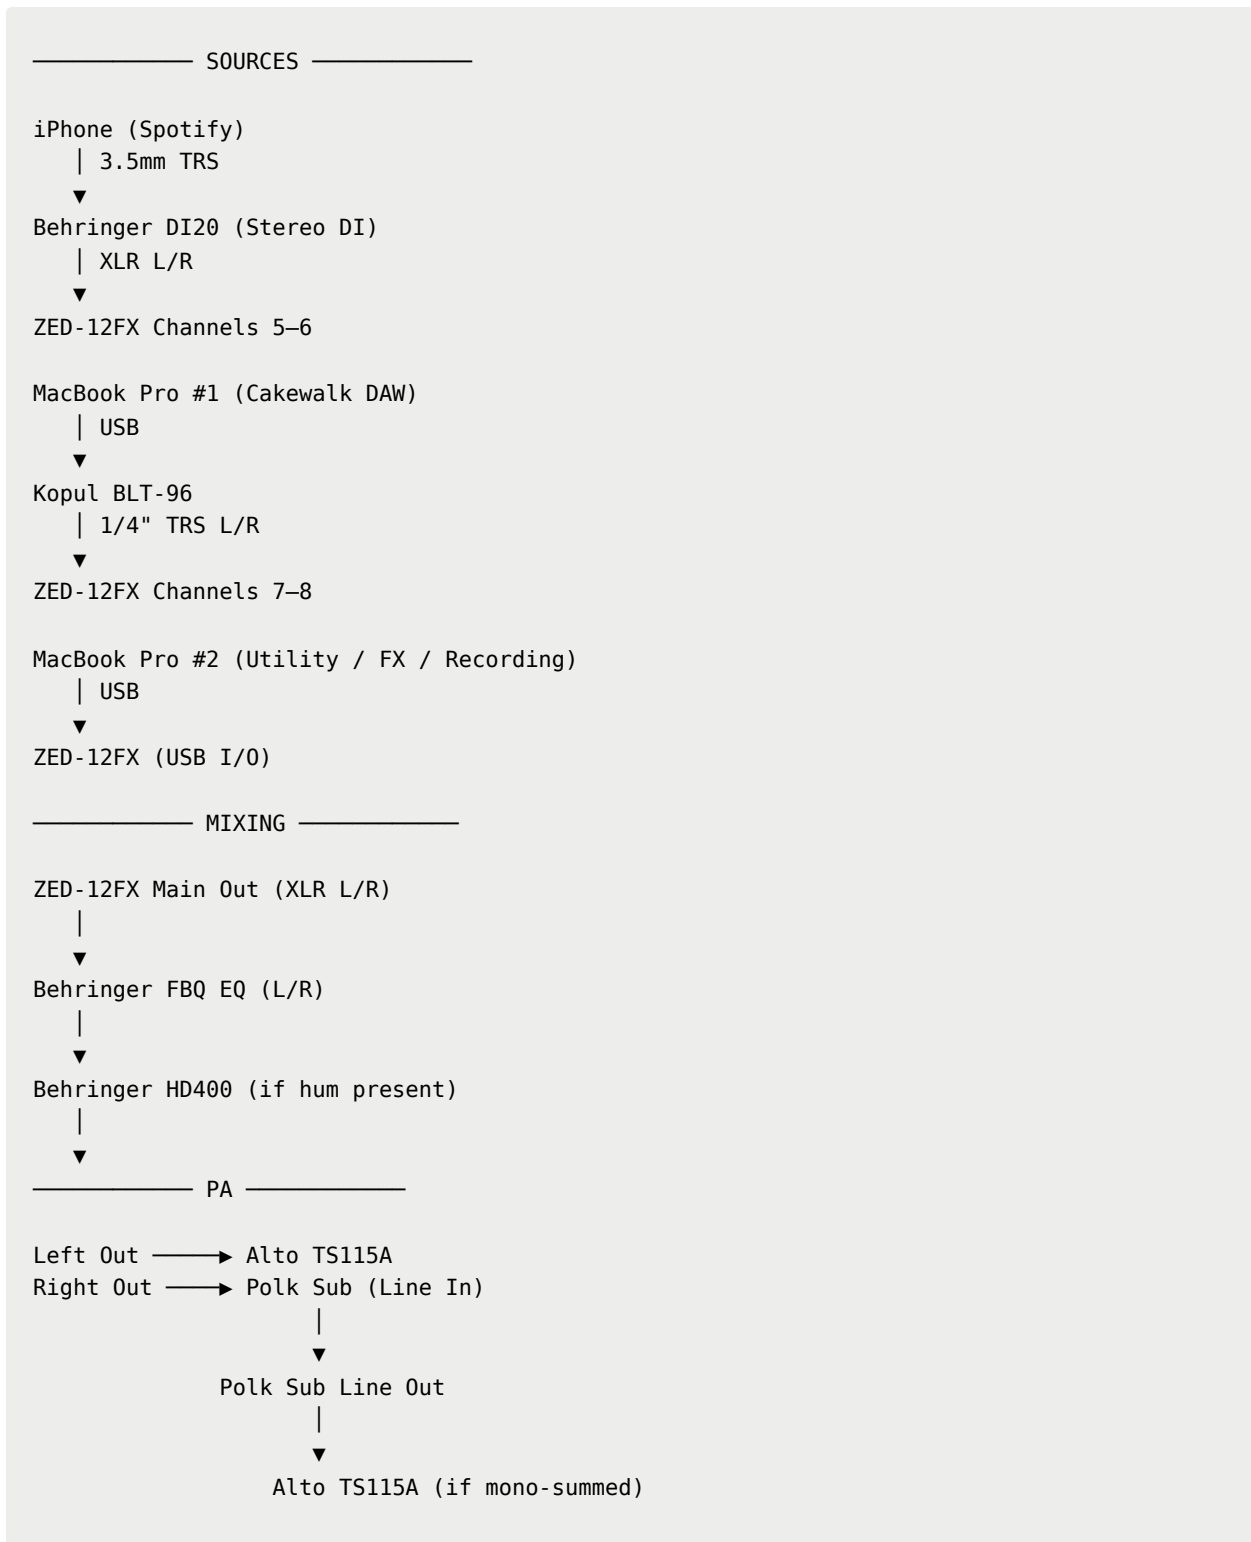 ──────────── SOURCES ────────────
iPhone (Spotify)
│ 3.5mm TRS
▼
Behringer DI20 (Stereo DI)
│ XLR L/R
▼
ZED-12FX Channels 5–6
MacBook Pro #1 (Cakewalk DAW)
│ USB
▼
Kopul BLT-96
│ 1/4" TRS L/R
▼
ZED-12FX Channels 7–8
MacBook Pro #2 (Utility / FX / Recording)
│ USB
▼
ZED-12FX (USB I/O)
──────────── MIXING ────────────
ZED-12FX Main Out (XLR L/R)
│
▼
Behringer FBQ EQ (L/R)
│
▼
Behringer HD400 (if hum present)
│
▼
──────────── PA ────────────
Left Out ─────▶ Alto TS115A
Right Out ────▶ Polk Sub (Line In)
│
▼
Polk Sub Line Out
│
▼
Alto TS115A (if mono-summed)